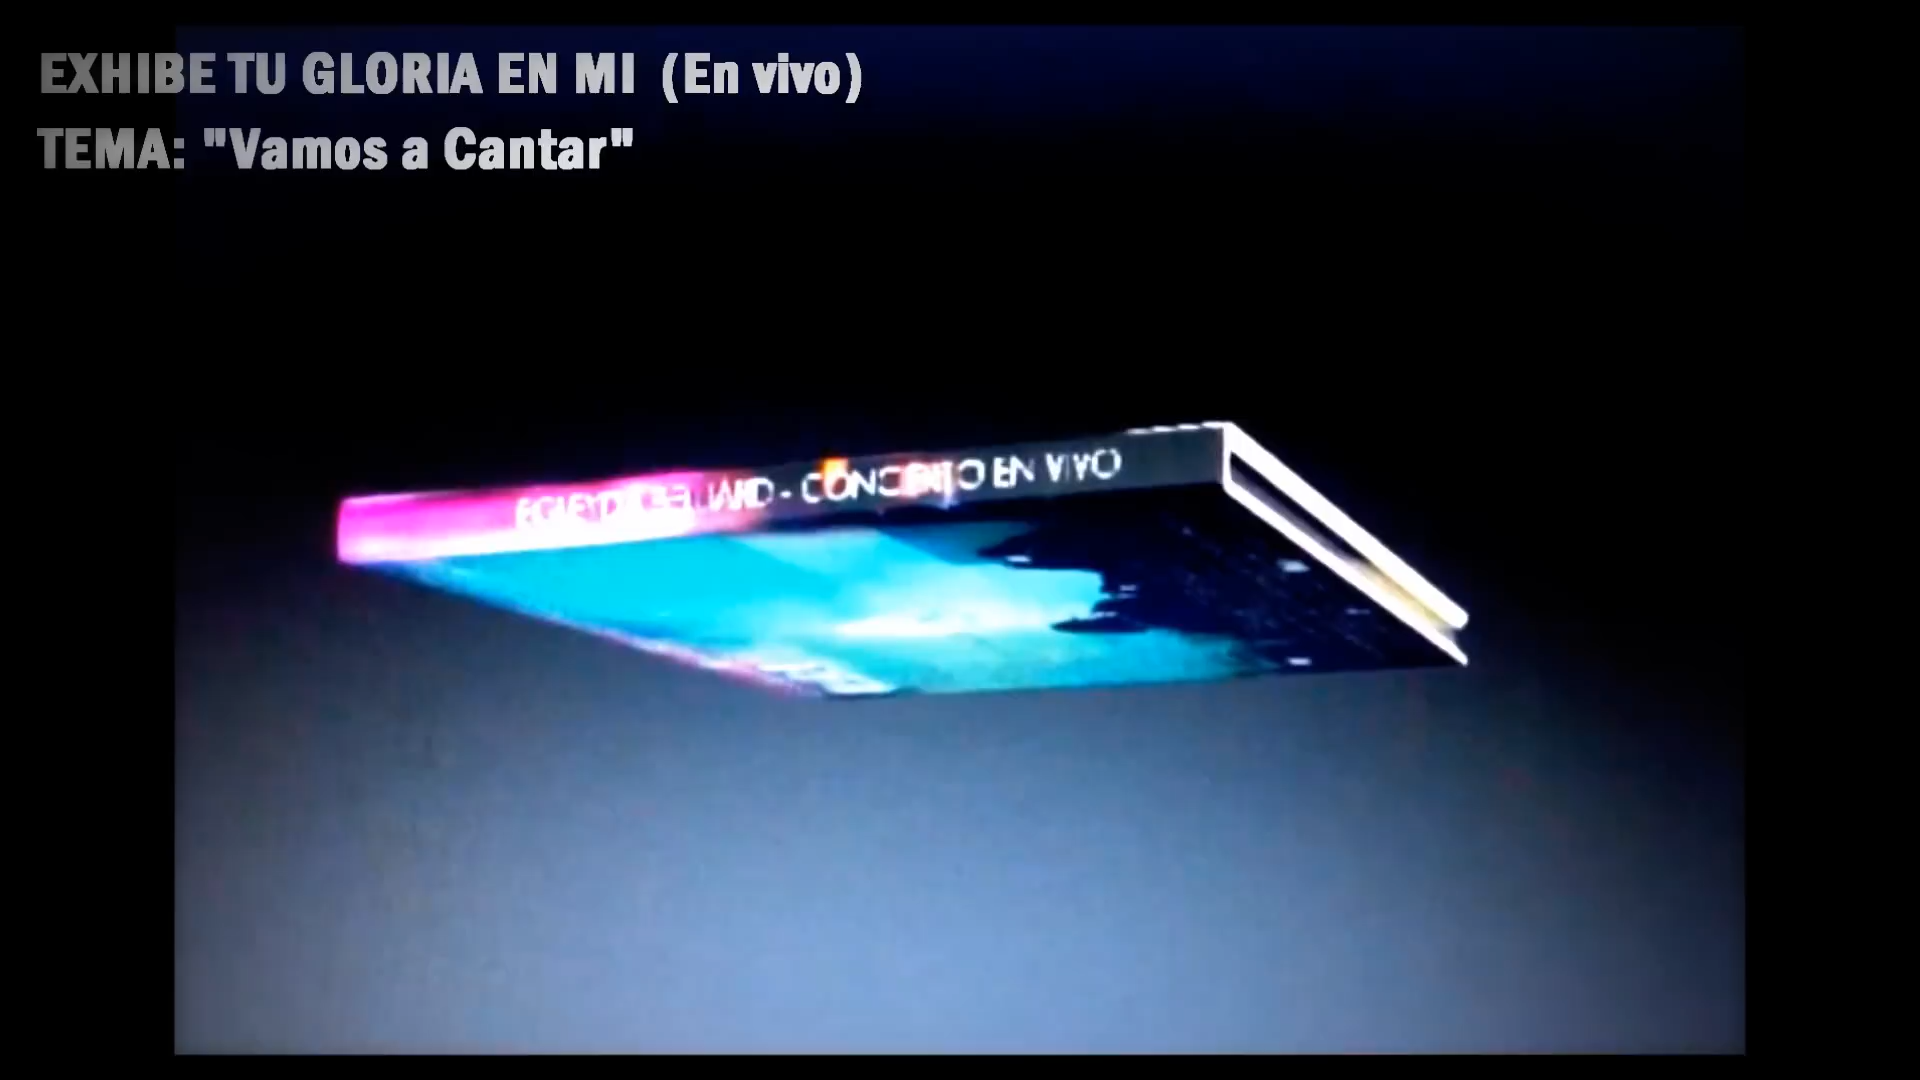 EXHIBE TU GLORIA EN MI (En vivo)
TEMA: "Vamos a Cantar"
- CONCIERTO EN VIVO